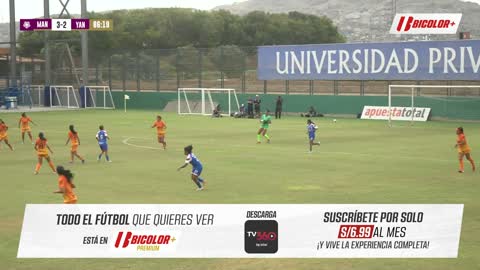 MAN 3-2 YAN 86:19
BICOLOR+
UNIVERSIDAD PRIV
apuestatotal
TODO EL FÚTBOL QUE QUIERES VER
ESTÁ EN BICOLOR+
PREMIUM
DESCARGA
TV360
SUSCRÍBETE POR SOLO
S/6.99 AL MES
¡Y VIVE LA EXPERIENCIA COMPLETA!